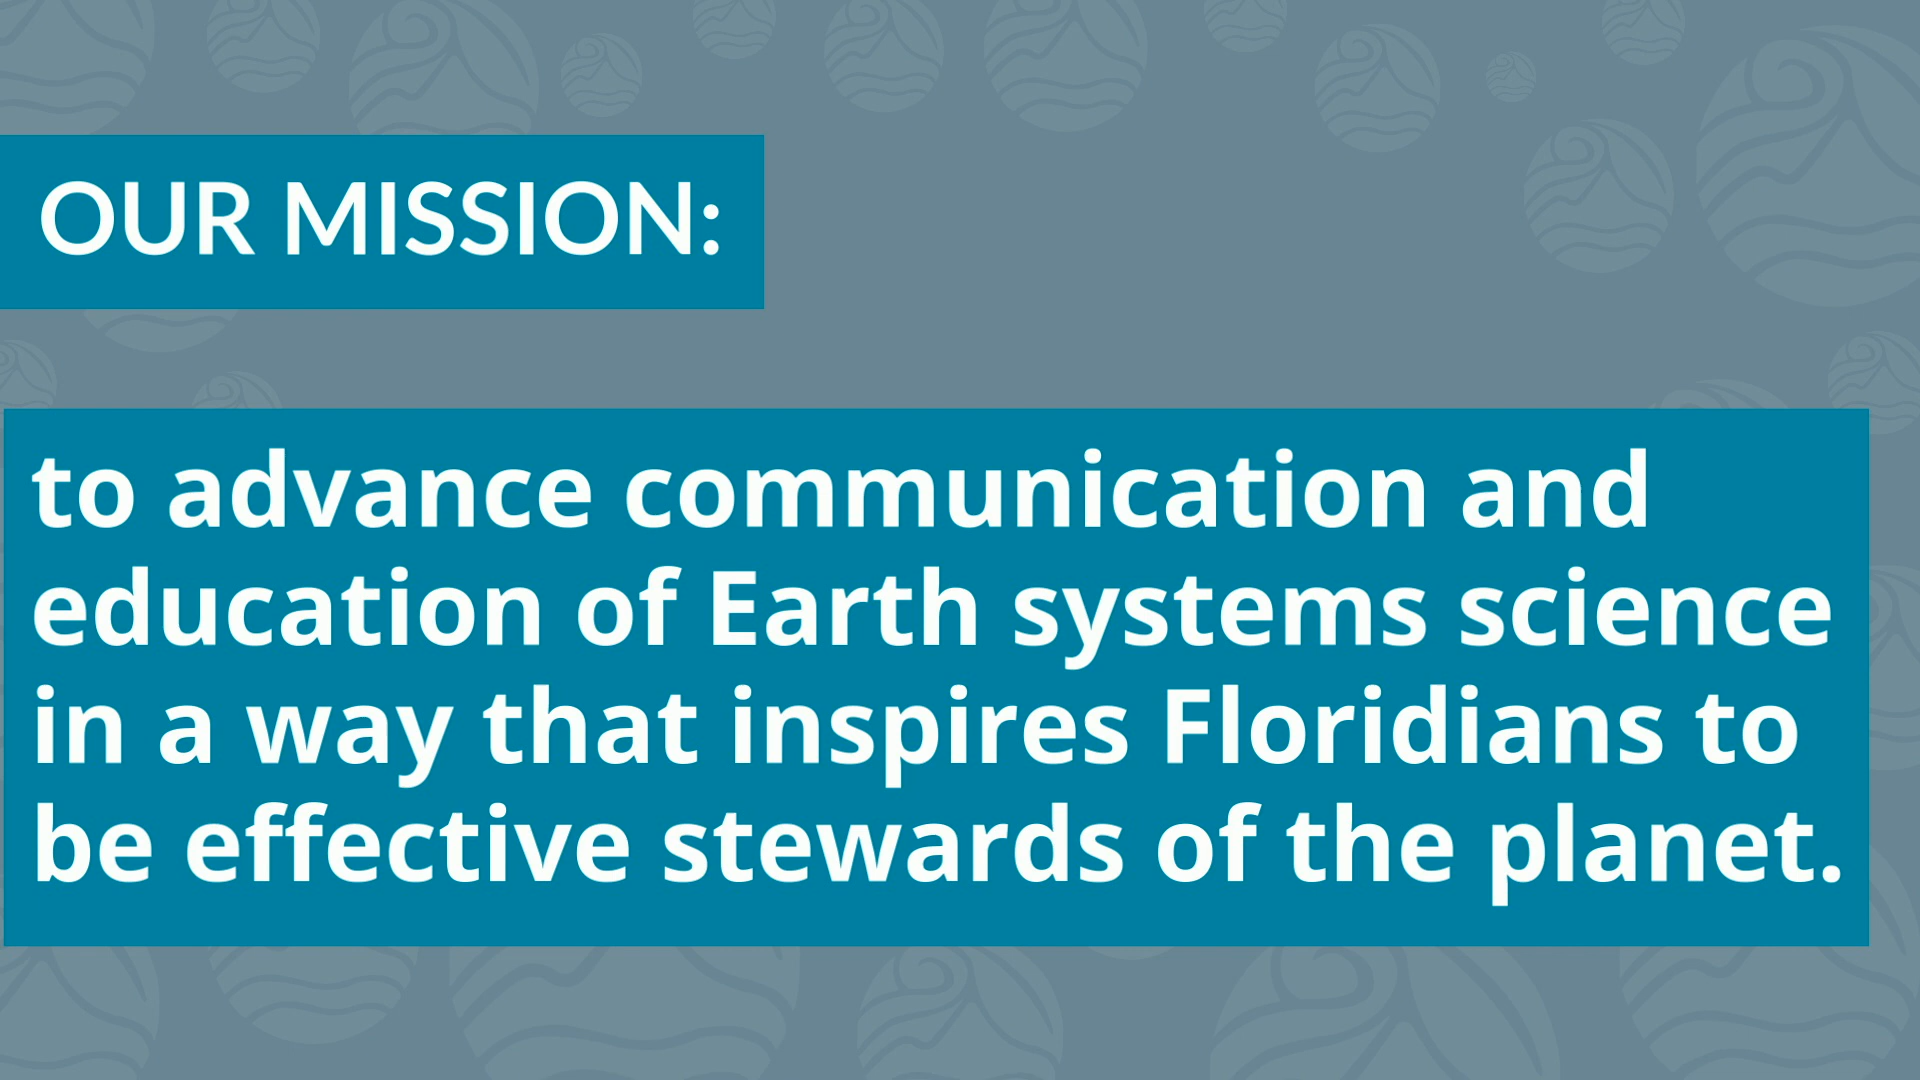 OUR MISSION:
to advance communication and
education of Earth systems science
in a way that inspires Floridians to
be effective stewards of the planet.